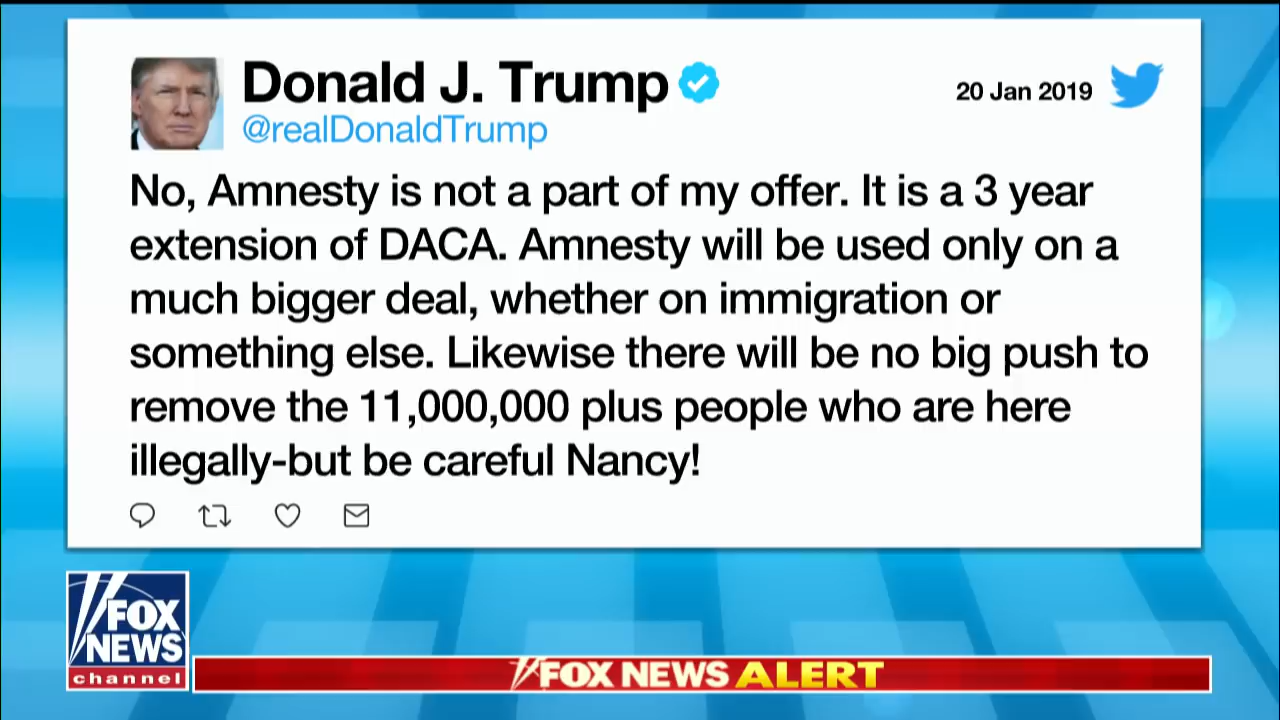 Donald J. Trump
20 Jan 2019
@realDonaldTrump
No, Amnesty is not a part of my offer. It is a 3 year
extension of DACA. Amnesty will be used only on a
much bigger deal, whether on immigration or
something else. Likewise there will be no big push to
remove the 11,000,000 plus people who are here
illegally-but be careful Nancy!
FOX
NEWS
channel
FOX NEWS ALERT